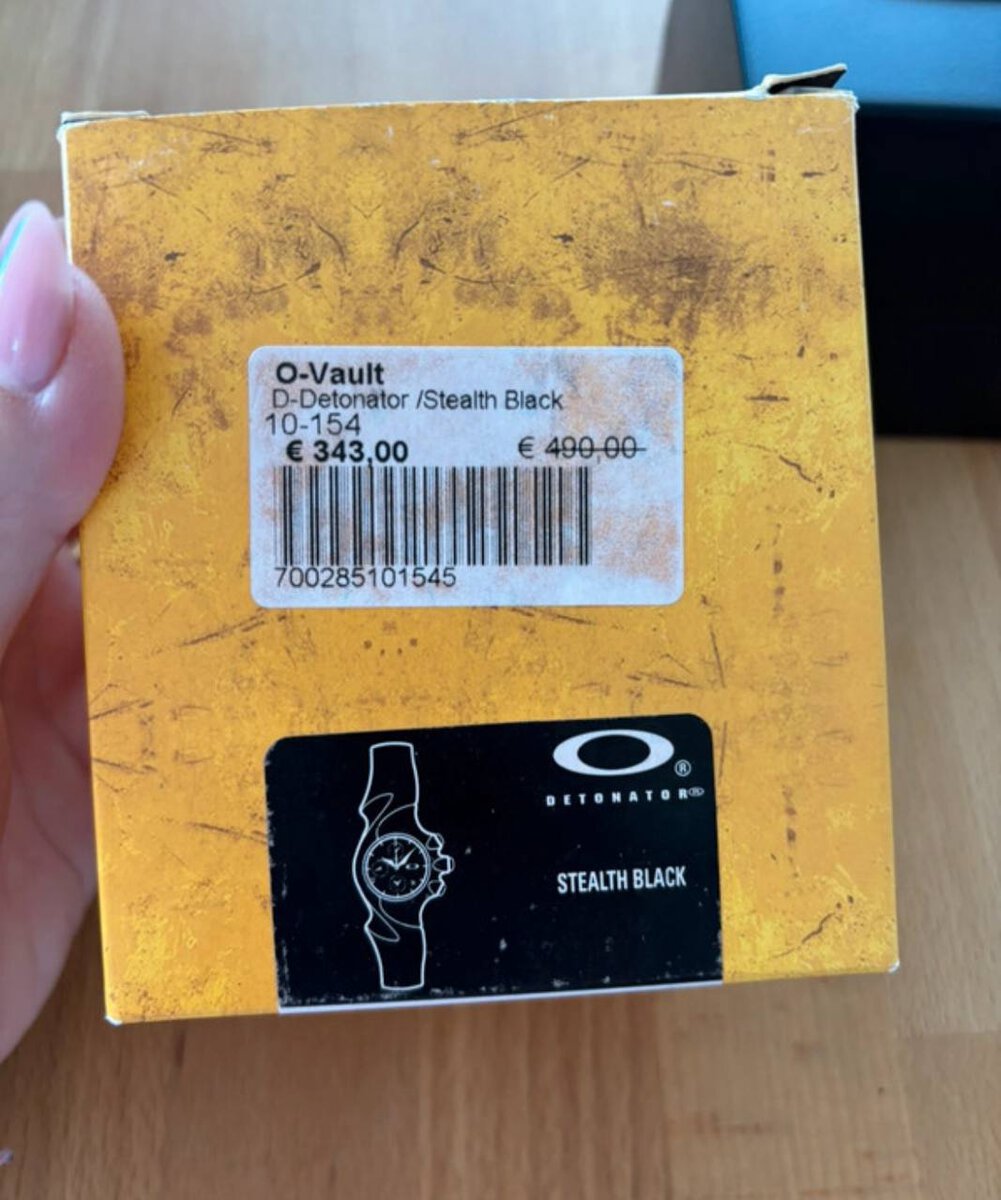 O-Vault
D-Detonator /Stealth Black
10-154
€ 343,00 € 490,00
700285101545
®
DETONATOR®
STEALTH BLACK